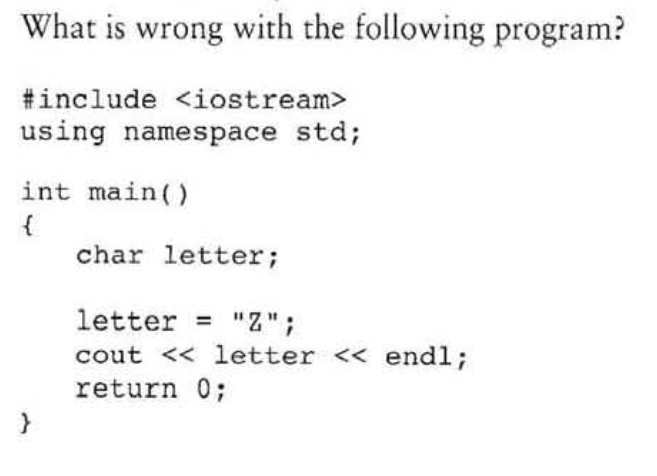 What is wrong with the following program?
#include <iostream>
using namespace std;
int main()
{
char letter;
letter = "Z";
cout << letter << endl;
return 0;
}